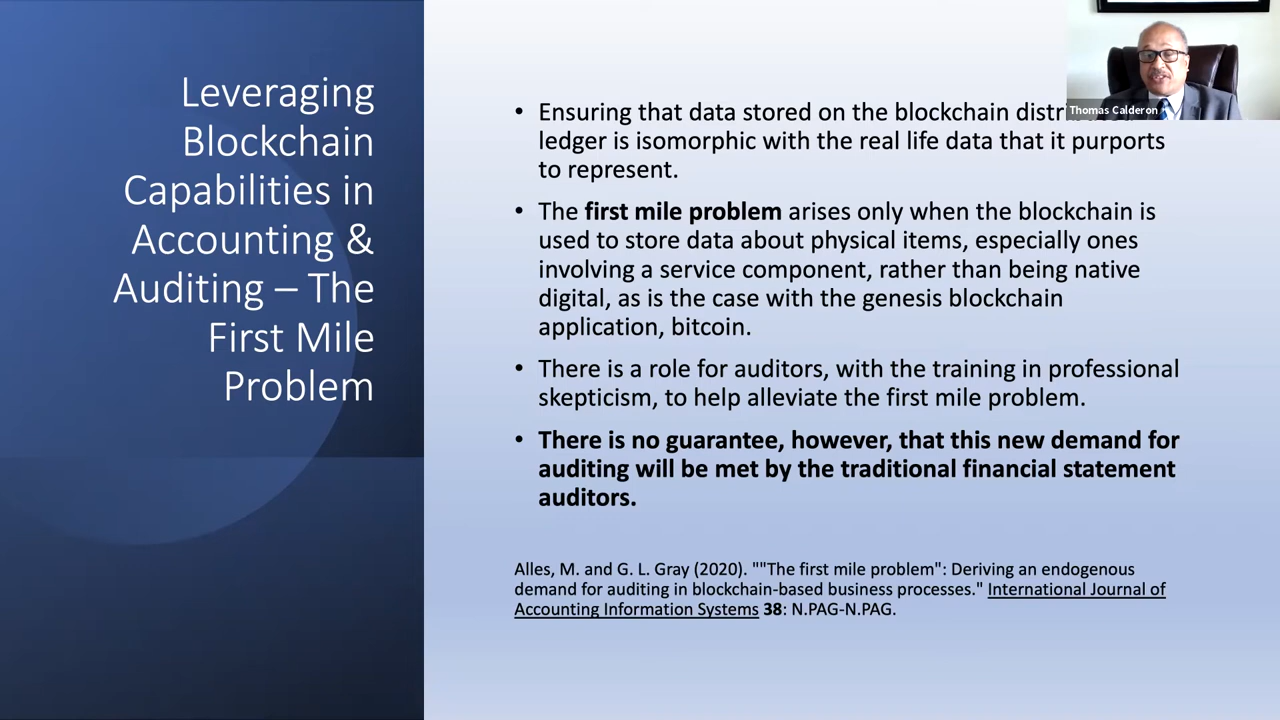 Leveraging
Blockchain
Capabilities in
Accounting &
Auditing – The
First Mile
Problem
• Ensuring that data stored on the blockchain
ledger is isomorphic with the real life data that it purports
to represent.
• The first mile problem arises only when the blockchain is
used to store data about physical items, especially ones
involving a service component, rather than being native
digital, as is the case with the genesis blockchain
application, bitcoin.
• There is a role for auditors, with the training in professional
skepticism, to help alleviate the first mile problem.
• There is no guarantee, however, that this new demand for
auditing will be met by the traditional financial statement
auditors.
Alles, M. and G. L. Gray (2020). ""The first mile problem": Deriving an endogenous
demand for auditing in blockchain-based business processes." International Journal of
Accounting Information Systems 38: N.PAG-N.PAG.
Thomas Calderon